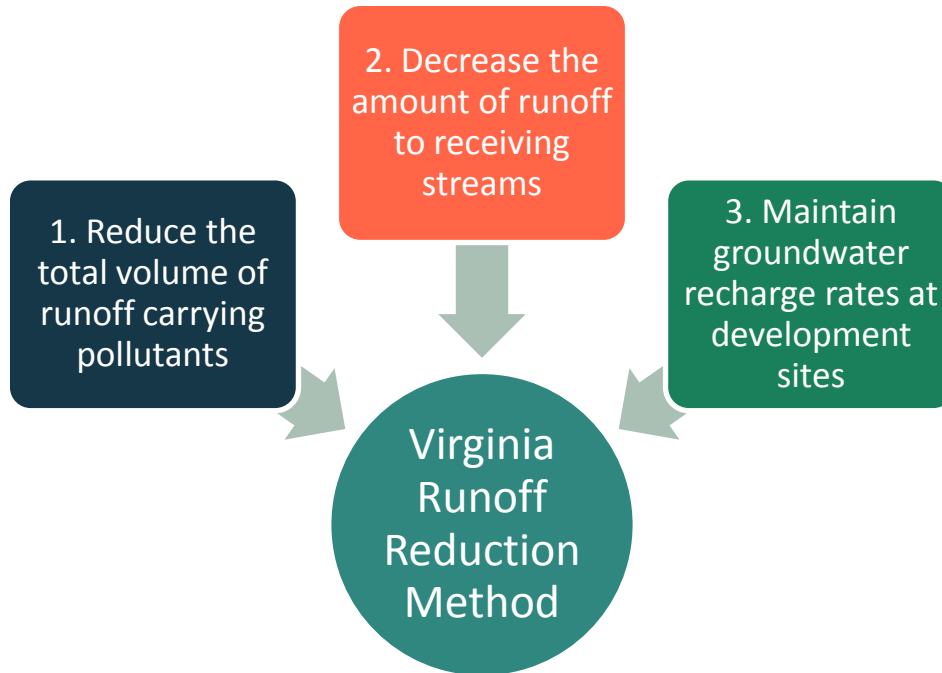 1. Reduce the
total volume of
runoff carrying
pollutants
2. Decrease the
amount of runoff
to receiving
streams
3. Maintain
groundwater
recharge rates at
development
sites
Virginia
Runoff
Reduction
Method